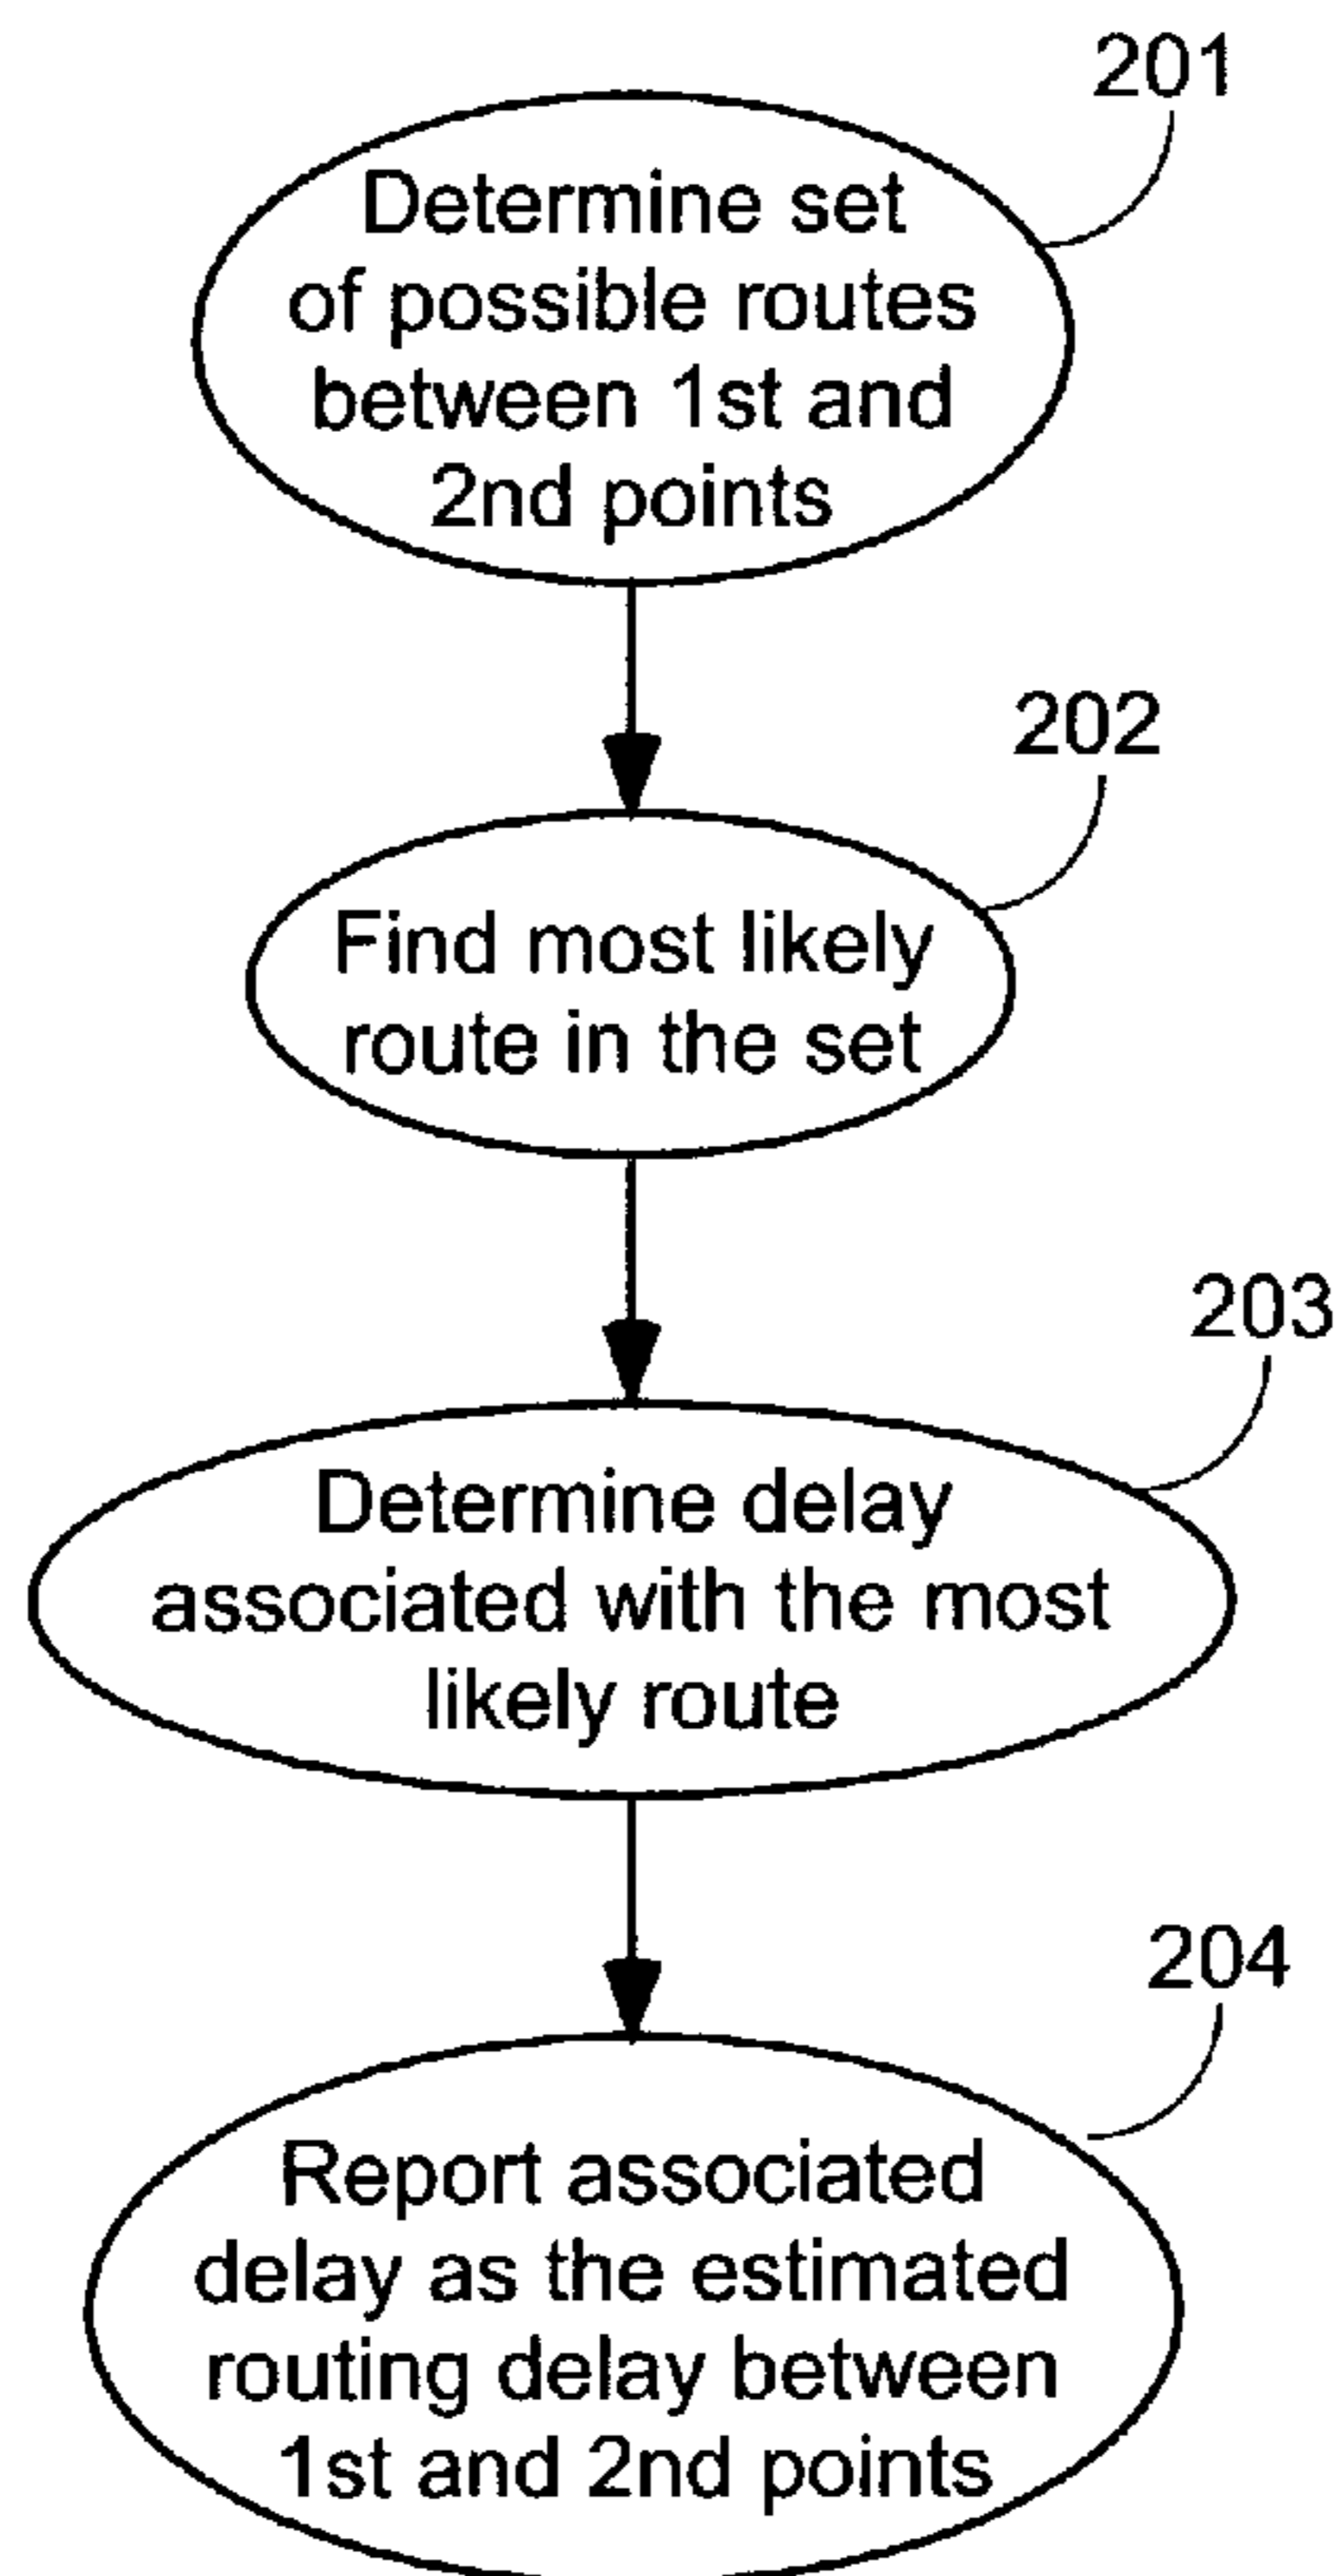 201
Determine set
of possible routes
between 1st and
2nd points
202
Find most likely
route in the set
203
Determine delay
associated with the most
likely route
204
Report associated
delay as the estimated
routing delay between
1st and 2nd points